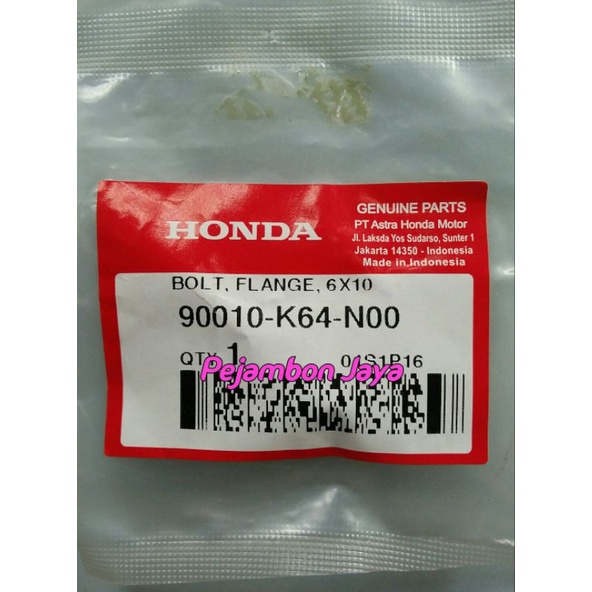 HONDA
GENUINE PARTS
PT Astra Honda Motor
Jl. Laksda Yos Sudarso, Sunter 1
Jakarta 14350 - Indonesia
Made in Indonesia
BOLT, FLANGE, 6X10
90010-K64-N00
QTY 1
Pejambon Jaya